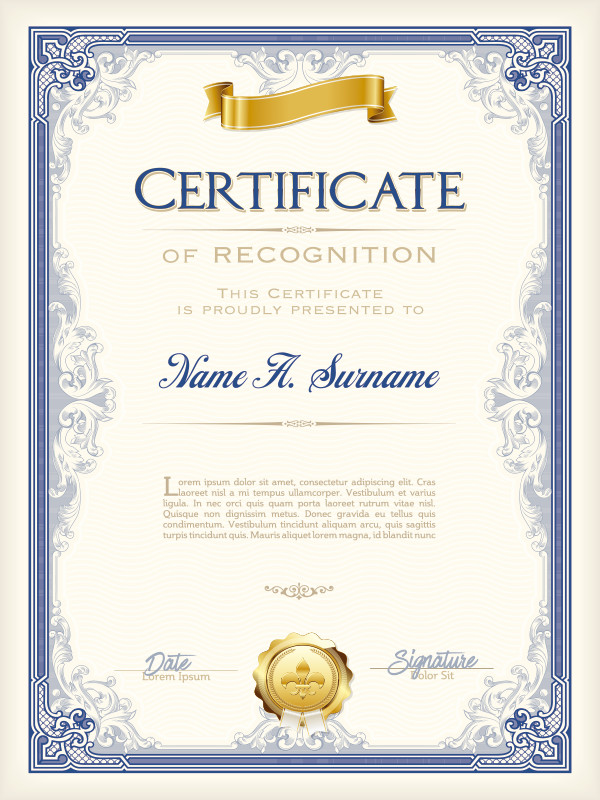 CERTIFICATE
OF RECOGNITION
THIS CERTIFICATE
IS PROUDLY PRESENTED TO
Name A. Surname
Lorem ipsum dolor sit amet, consectetur adipiscing elit. Cras
laoreet nisl a mi tempus ullamcorper. Vestibulum et varius
ligula. In nec orci quis quam porta laoreet rutrum vitae nisl.
Quisque non dignissim metus. Donec gravida eu tellus quis
condimentum. Vestibulum tincidunt aliquam arcu, quis sagittis
turpis tincidunt quis. Mauris aliquet lorem magna, id blandit nunc
Date
Lorem Ipsum
Signature
Dolor Sit